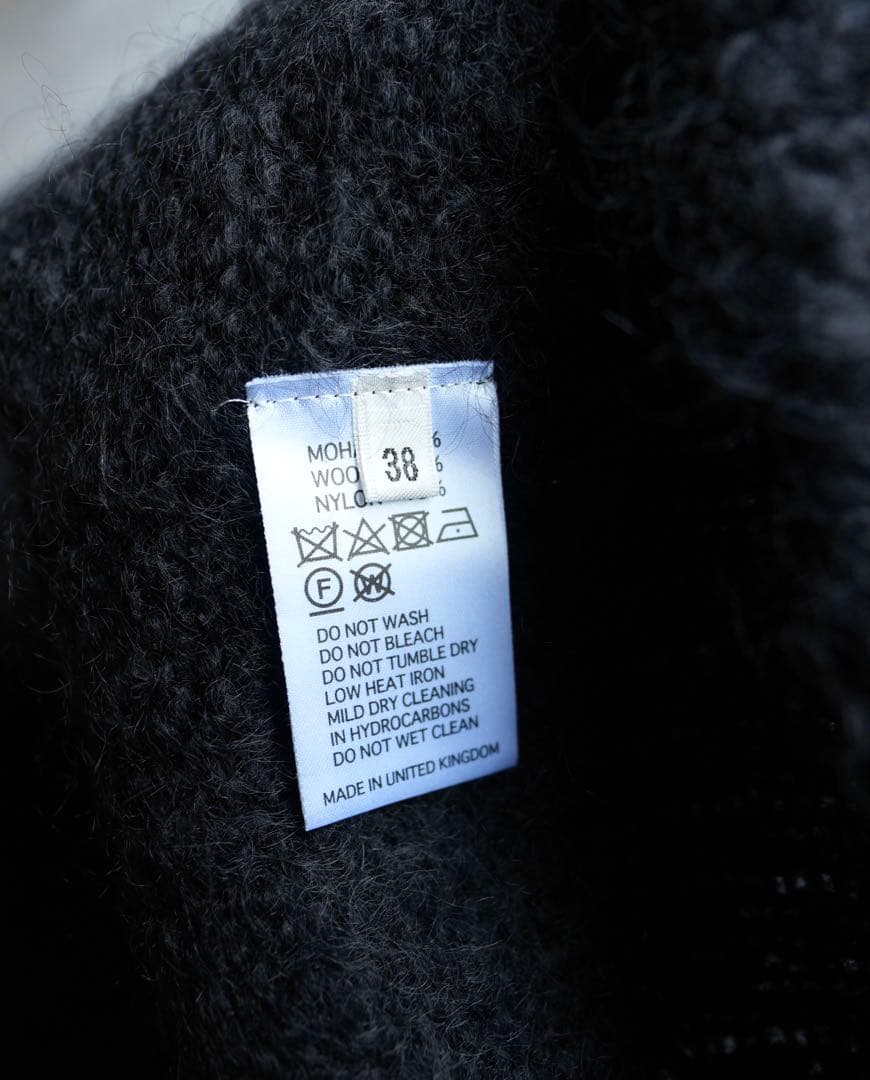 38
DO NOT WASH
DO NOT BLEACH
DO NOT TUMBLE DRY
LOW HEAT IRON
MILD DRY CLEANING
IN HYDROCARBONS
DO NOT WET CLEAN
MADE IN UNITED KINGDOM
F
W